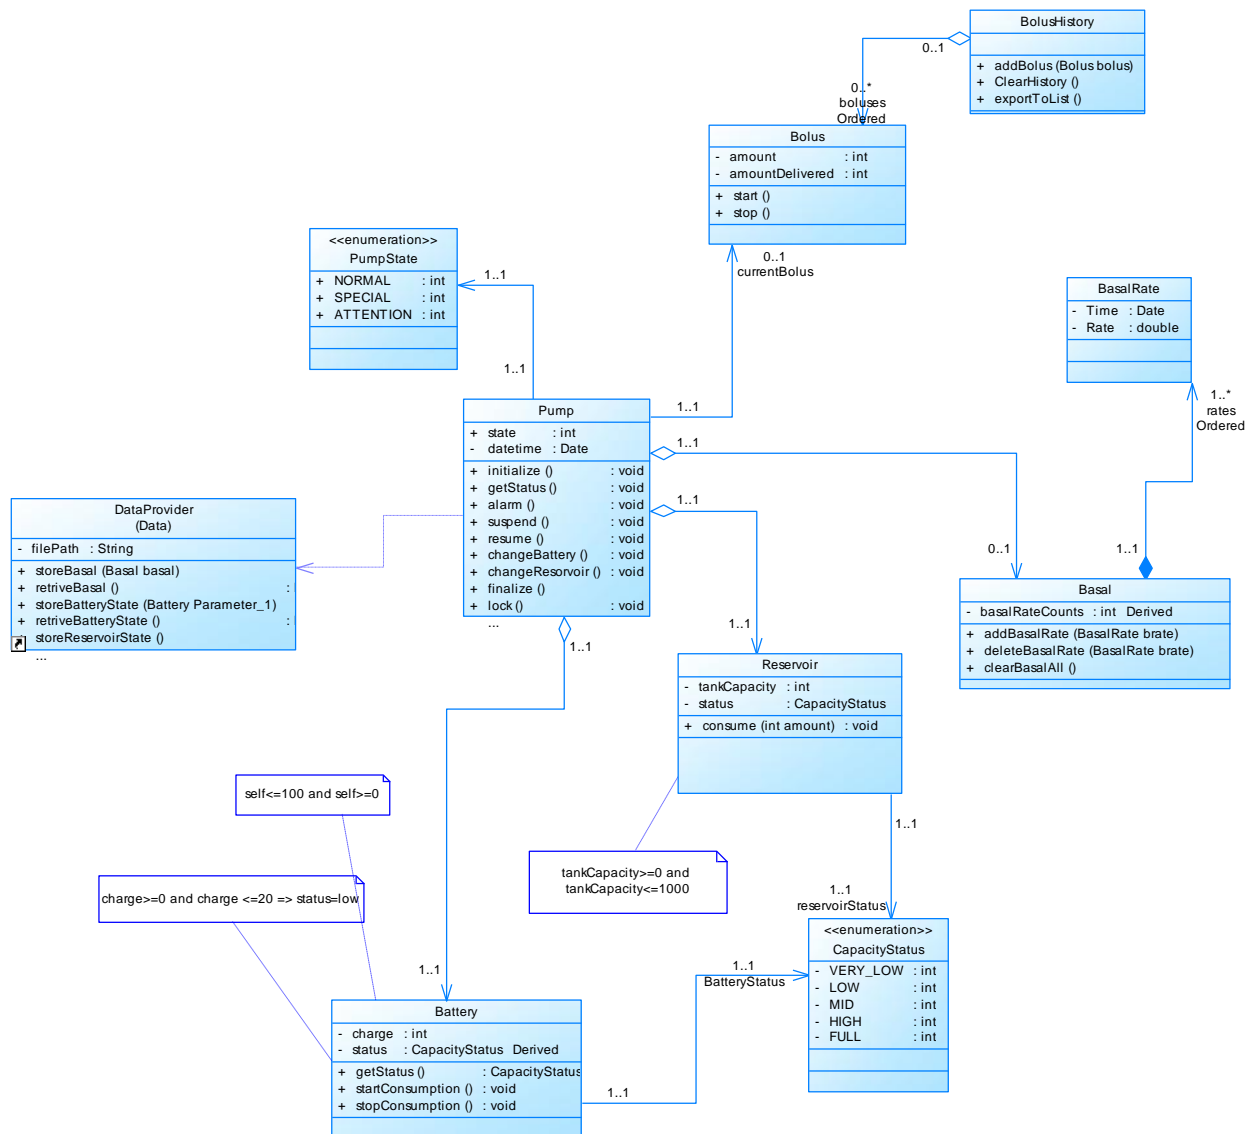 BolusHistory
+ addBolus (Bolus bolus)
+ ClearHistory ()
+ exportToList ()
0..1
0..*
boluses
Ordered
Bolus
- amount : int
- amountDelivered : int
+ start ()
+ stop ()
0..1
currentBolus
<<enumeration>>
PumpState
+ NORMAL : int
+ SPECIAL : int
+ ATTENTION : int
1..1
1..1
BasalRate
- Time : Date
- Rate : double
1..*
rates
Ordered
Pump
+ state : int
- datetime : Date
+ initialize () : void
+ getStatus () : void
+ alarm () : void
+ suspend () : void
+ resume () : void
+ changeBattery () : void
+ changeResorvoir () : void
+ finalize ()
+ lock () : void
...
1..1
1..1
1..1
1..1
DataProvider
(Data)
- filePath : String
+ storeBasal (Basal basal)
+ retriveBasal () :
+ storeBatteryState (Battery Parameter_1)
+ retriveBatteryState () :
storeReservoirState ()
...
0..1
1..1
Basal
- basalRateCounts : int Derived
+ addBasalRate (BasalRate brate)
+ deleteBasalRate (BasalRate brate)
+ clearBasalAll ()
1..1
Reservoir
- tankCapacity : int
- status : CapacityStatus
+ consume (int amount) : void
self<=100 and self>=0
tankCapacity>=0 and
tankCapacity<=1000
charge>=0 and charge <=20 => status=low
1..1
1..1
reservoirStatus
<<enumeration>>
CapacityStatus
- VERY_LOW : int
- LOW : int
- MID : int
- HIGH : int
- FULL : int
1..1
BatteryStatus
1..1
Battery
- charge : int
- status : CapacityStatus Derived
+ getStatus () : CapacityStatus
+ startConsumption () : void
+ stopConsumption () : void
1..1